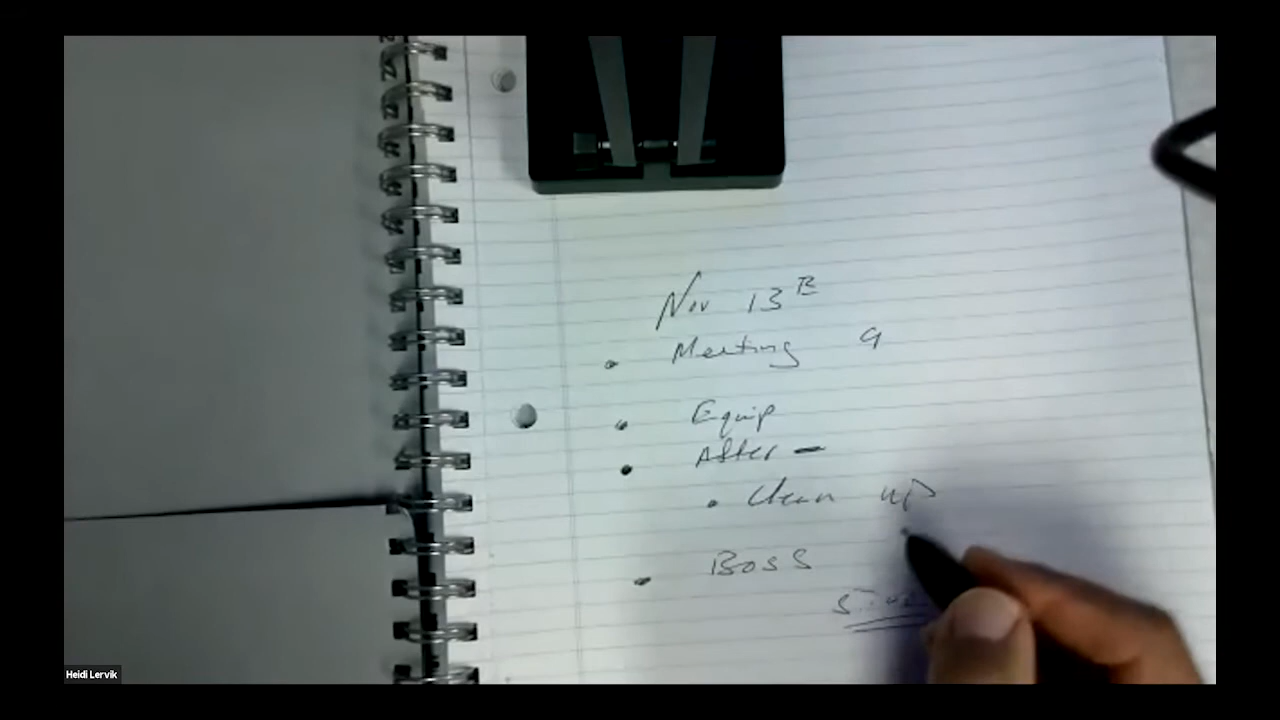 Nov 13
• Meeting 9
• Equip
• After -
• Clean up
• Boss
Heidi Lervik